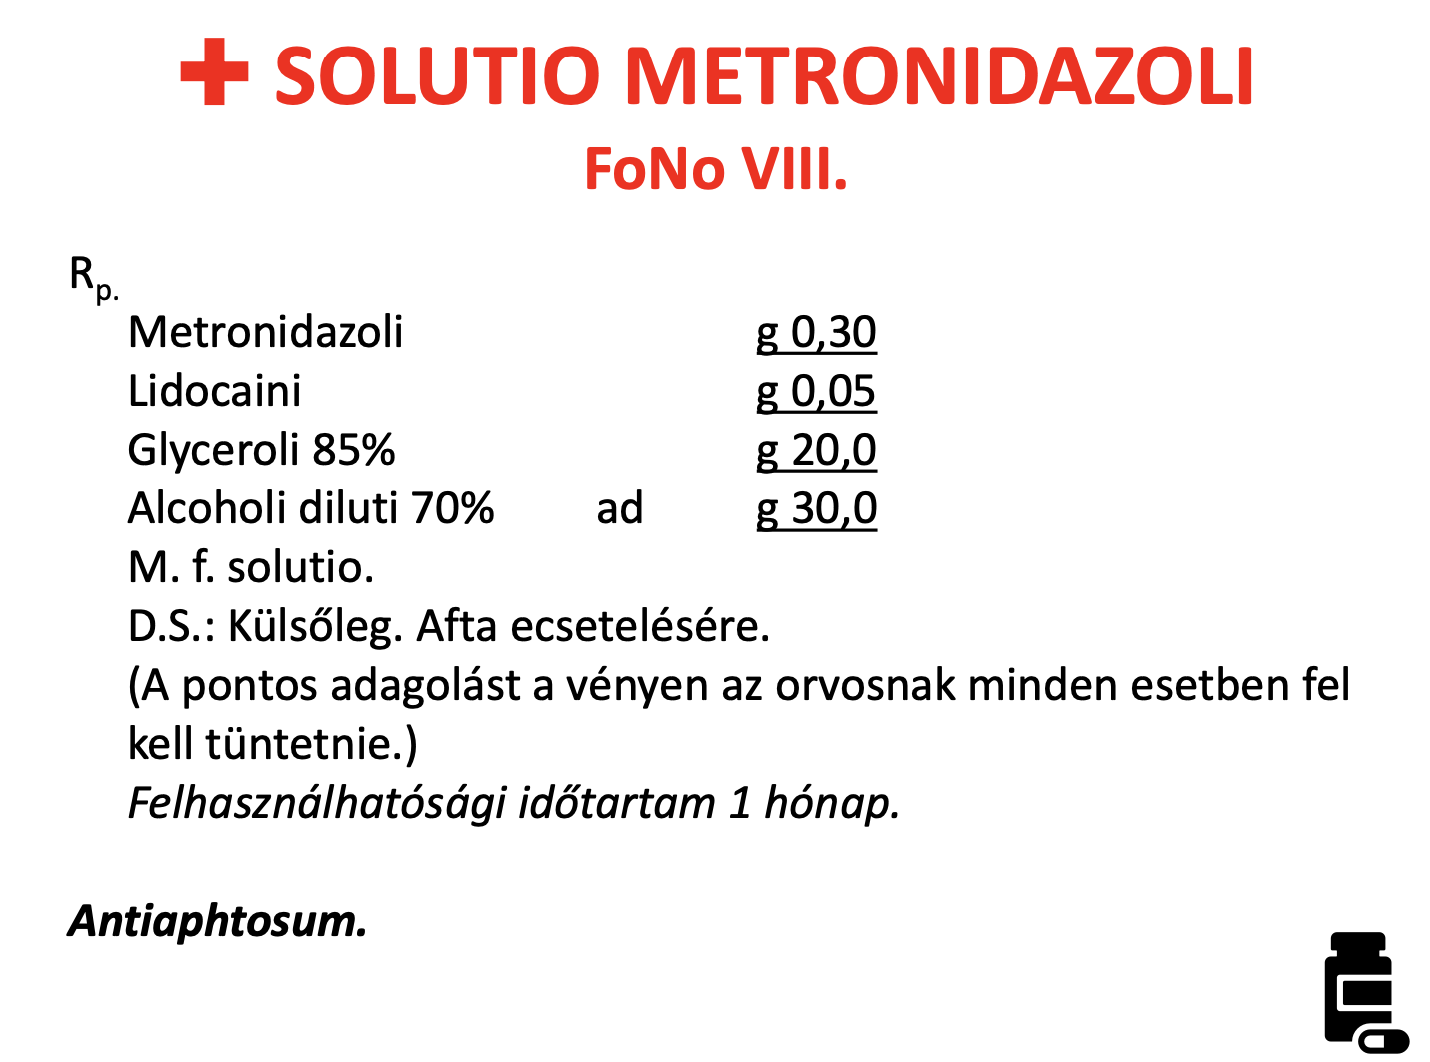 SOLUTIO METRONIDAZOLI
FoNo VIII.
Rp.
Metronidazoli g 0,30
Lidocaini g 0,05
Glyceroli 85% g 20,0
Alcoholi diluti 70% ad g 30,0
M. f. solutio.
D.S.: Külsőleg. Afta ecsetelésére.
(A pontos adagolást a vényen az orvosnak minden esetben fel
kell tüntetnie.)
Felhasználhatósági időtartam 1 hónap.
Antiaphtosum.